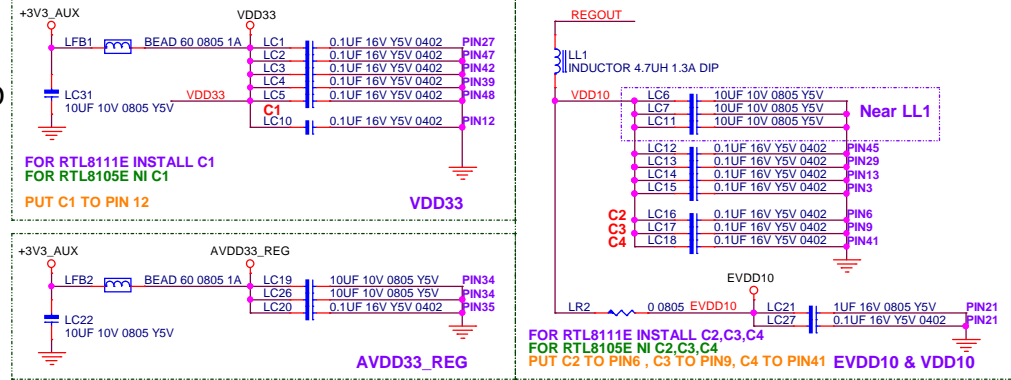 +3V3_AUX
VDD33
LFB1 BEAD 60 0805 1A
LC1 0.1UF 16V Y5V 0402 PIN27
LC2 0.1UF 16V Y5V 0402 PIN47
LC3 0.1UF 16V Y5V 0402 PIN42
LC4 0.1UF 16V Y5V 0402 PIN39
LC5 0.1UF 16V Y5V 0402 PIN48
VDD33
C1
LC10 0.1UF 16V Y5V 0402 PIN12
LC31
10UF 10V 0805 Y5V
FOR RTL8111E INSTALL C1
FOR RTL8105E NI C1
PUT C1 TO PIN 12
VDD33
+3V3_AUX
AVDD33_REG
LFB2 BEAD 60 0805 1A
LC19 10UF 10V 0805 Y5V PIN34
LC26 10UF 10V 0805 Y5V PIN34
LC20 0.1UF 16V Y5V 0402 PIN35
LC22
10UF 10V 0805 Y5V
AVDD33_REG
REGOUT
LL1
INDUCTOR 4.7UH 1.3A DIP
VDD10
LC6 10UF 10V 0805 Y5V
LC7 10UF 10V 0805 Y5V
LC11 10UF 10V 0805 Y5V
Near LL1
LC12 0.1UF 16V Y5V 0402 PIN45
LC13 0.1UF 16V Y5V 0402 PIN29
LC14 0.1UF 16V Y5V 0402 PIN13
LC15 0.1UF 16V Y5V 0402 PIN3
C2 LC16 0.1UF 16V Y5V 0402 PIN6
C3 LC17 0.1UF 16V Y5V 0402 PIN9
C4 LC18 0.1UF 16V Y5V 0402 PIN41
EVDD10
LR2 0 0805 EVDD10
LC21 1UF 16V 0805 Y5V PIN21
LC27 0.1UF 16V Y5V 0402 PIN21
FOR RTL8111E INSTALL C2,C3,C4
FOR RTL8105E NI C2,C3,C4
PUT C2 TO PIN6 , C3 TO PIN9, C4 TO PIN41
EVDD10 & VDD10